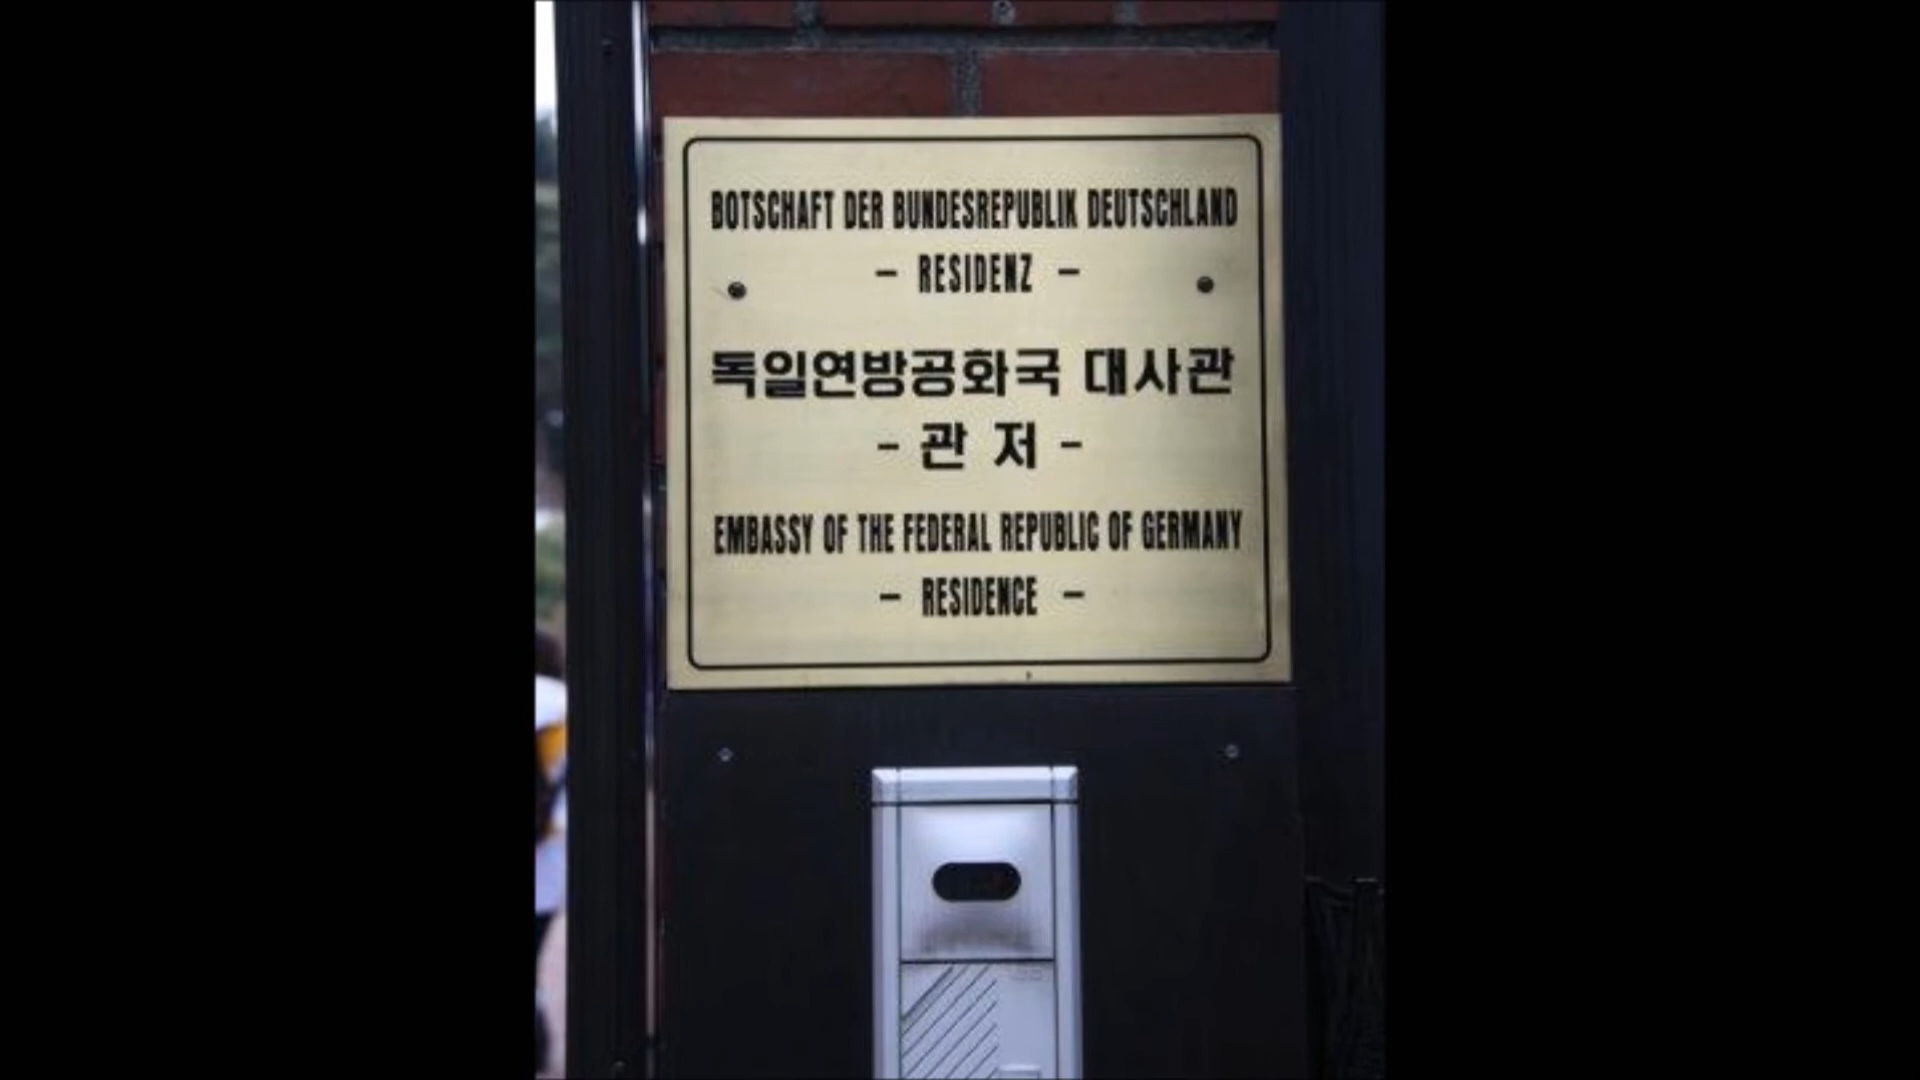 BOTSCHAFT DER BUNDESREPUBLIK DEUTSCHLAND
- RESIDENZ -
독일연방공화국 대사관
- 관 저 -
EMBASSY OF THE FEDERAL REPUBLIC OF GERMANY
- RESIDENCE -